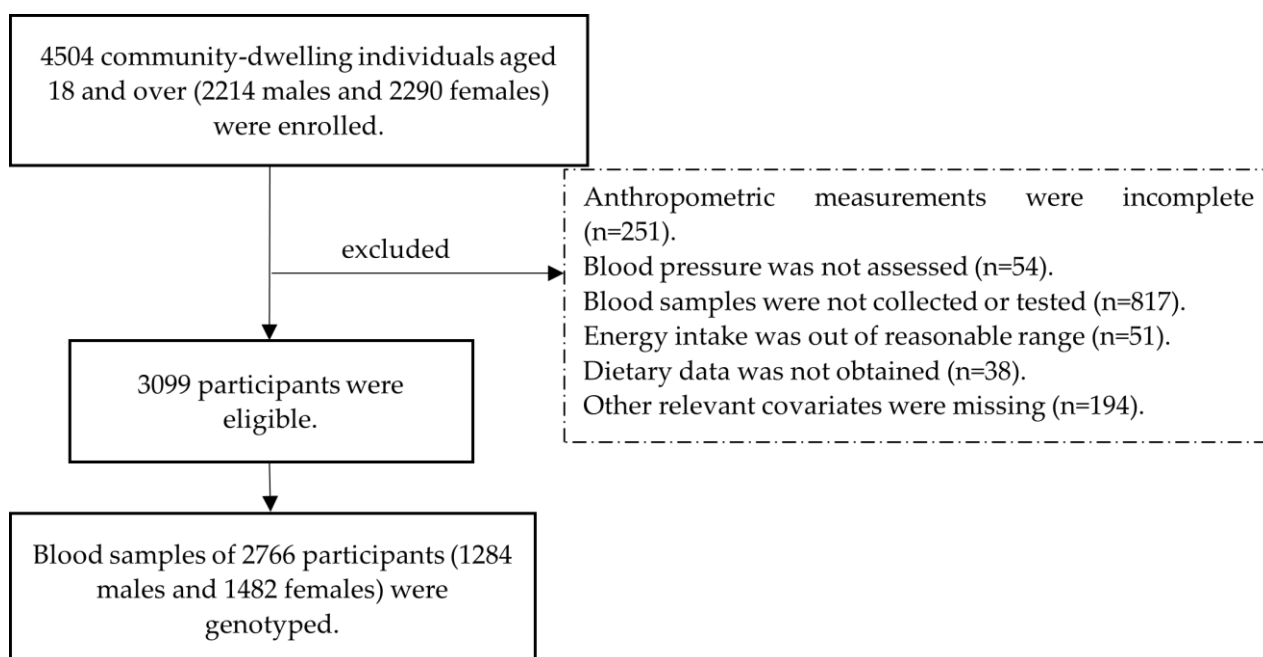 4504 community-dwelling individuals aged
18 and over (2214 males and 2290 females)
were enrolled.
excluded
Anthropometric measurements were incomplete
(n=251).
Blood pressure was not assessed (n=54).
Blood samples were not collected or tested (n=817).
Energy intake was out of reasonable range (n=51).
Dietary data was not obtained (n=38).
Other relevant covariates were missing (n=194).
3099 participants were
eligible.
Blood samples of 2766 participants (1284
males and 1482 females) were
genotyped.